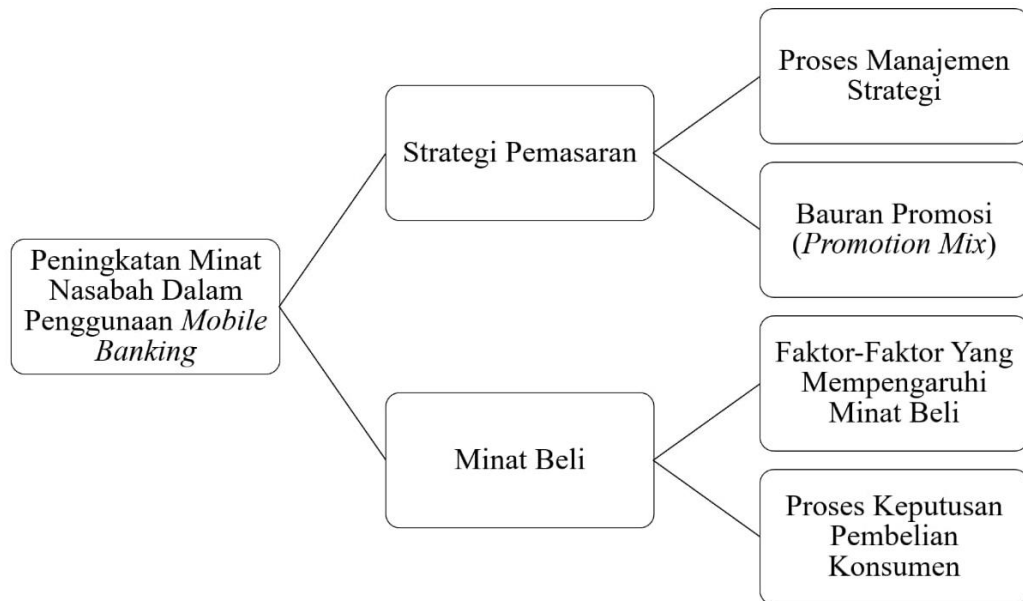 Proses Manajemen
Strategi
Strategi Pemasaran
Bauran Promosi
(Promotion Mix)
Peningkatan Minat
Nasabah Dalam
Penggunaan Mobile
Banking
Faktor-Faktor Yang
Mempengaruhi
Minat Beli
Minat Beli
Proses Keputusan
Pembelian
Konsumen